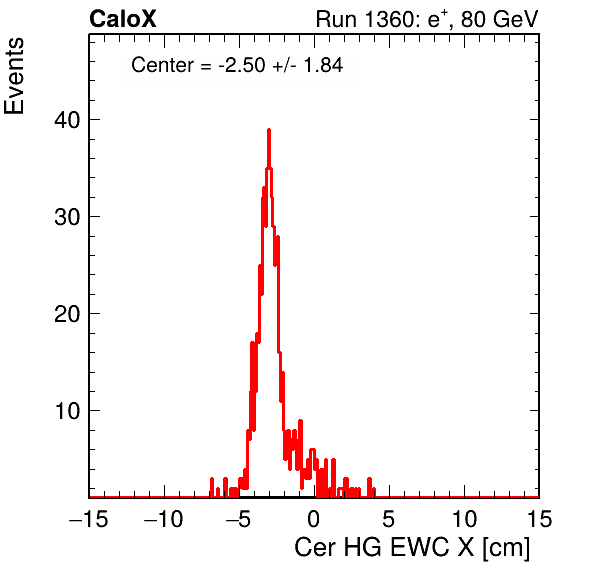 CaloX Run 1360: e⁺, 80 GeV
Center = -2.50 +/- 1.84
Events
40
30
20
10
−15 −10 −5 0 5 10 15
Cer HG EWC X [cm]